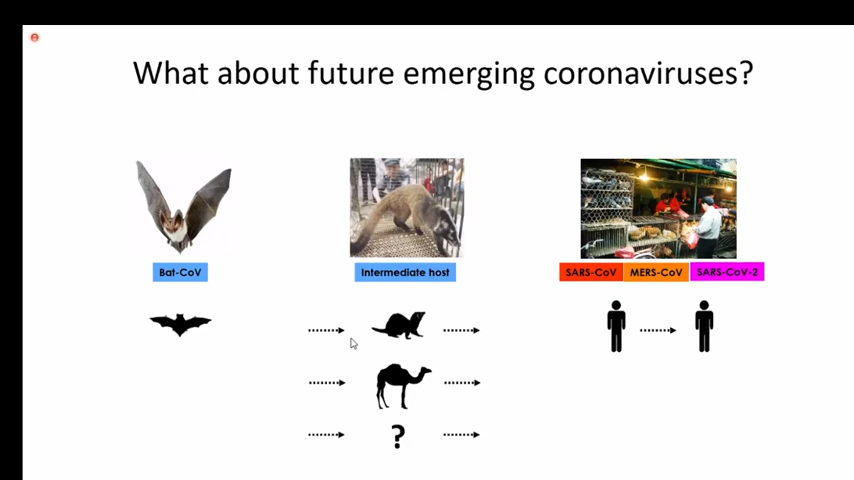 What about future emerging coronaviruses?
Bat-CoV
Intermediate host
SARS-CoV
MERS-CoV
SARS-CoV-2
?